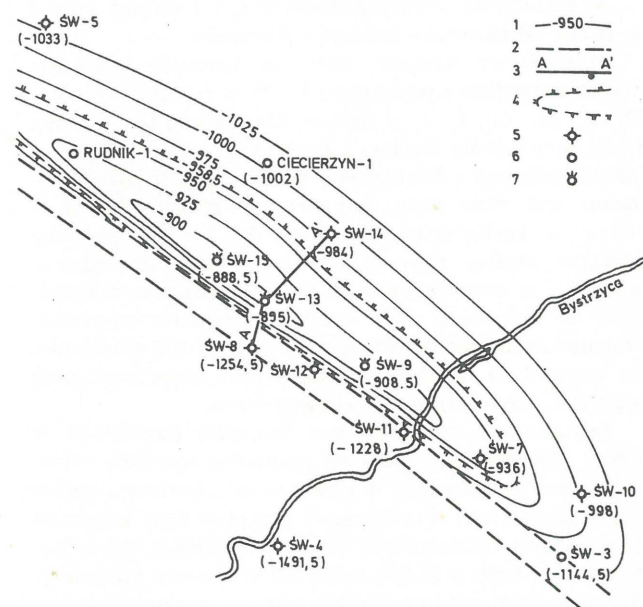 ŚW-5
(-1033)
1 -950
2
3 A A'
4
5
6
7
-1025
-1000
-975
-958,5
-950
-925
-900
RUDNIK-1
CIECIERZYN-1
(-1002)
A'
ŚW-14
(-984)
ŚW-15
(-888,5)
ŚW-13
(-895)
A
ŚW-8
(-1254,5)
ŚW-12
ŚW-9
(-908,5)
Bystrzyca
ŚW-11
(-1228)
ŚW-7
(-936)
ŚW-10
(-998)
ŚW-4
(-1491,5)
ŚW-3
(-1144,5)